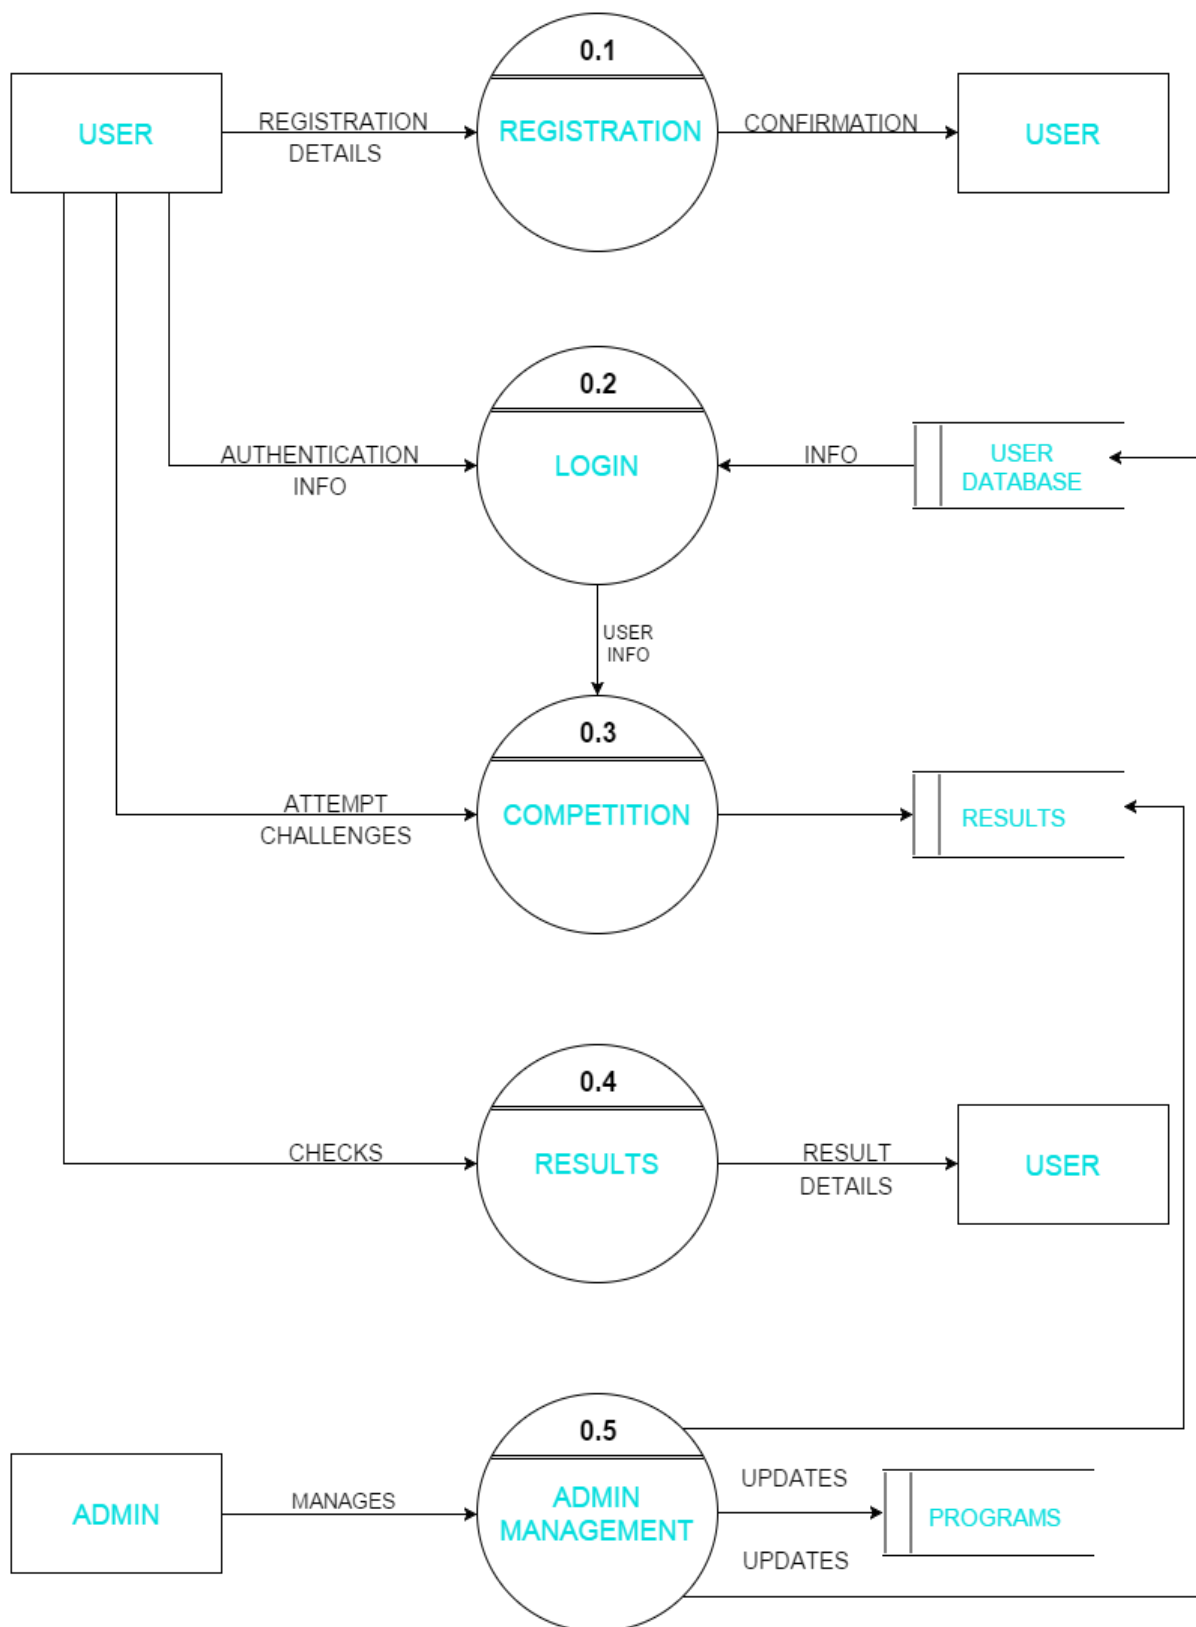 0.1
USER
REGISTRATION
DETAILS
REGISTRATION
CONFIRMATION
USER
0.2
AUTHENTICATION
INFO
LOGIN
INFO
USER
DATABASE
USER
INFO
0.3
ATTEMPT
CHALLENGES
COMPETITION
RESULTS
0.4
CHECKS
RESULTS
RESULT
DETAILS
USER
0.5
ADMIN
MANAGES
ADMIN
MANAGEMENT
UPDATES
PROGRAMS
UPDATES